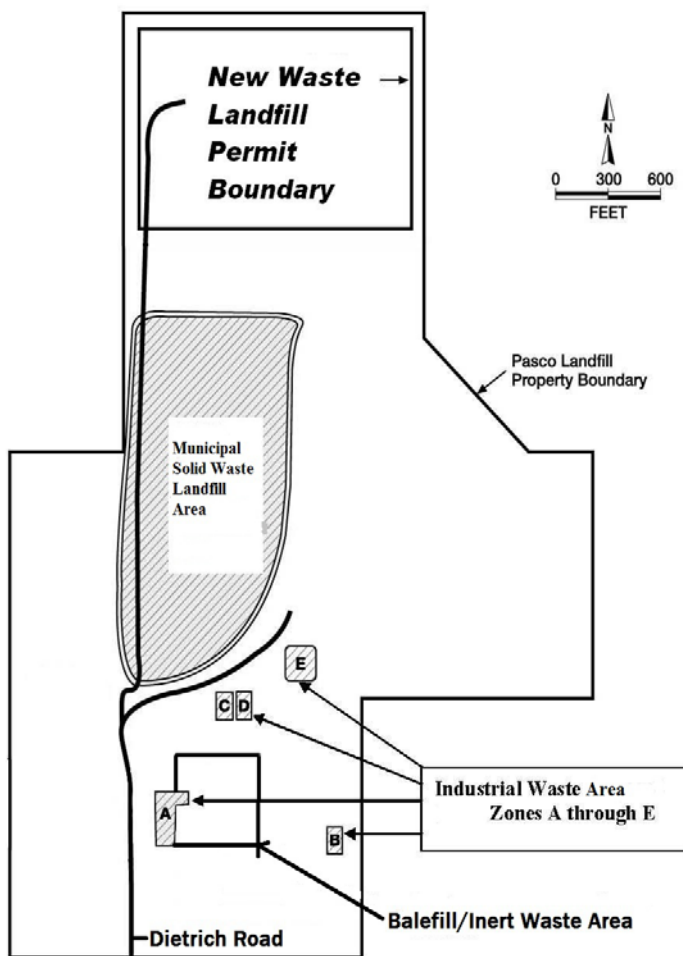 New Waste
Landfill
Permit
Boundary
N
0 300 600
FEET
Pasco Landfill
Property Boundary
Municipal
Solid Waste
Landfill
Area
E
C D
Industrial Waste Area
Zones A through E
A
B
Balefill/Inert Waste Area
Dietrich Road